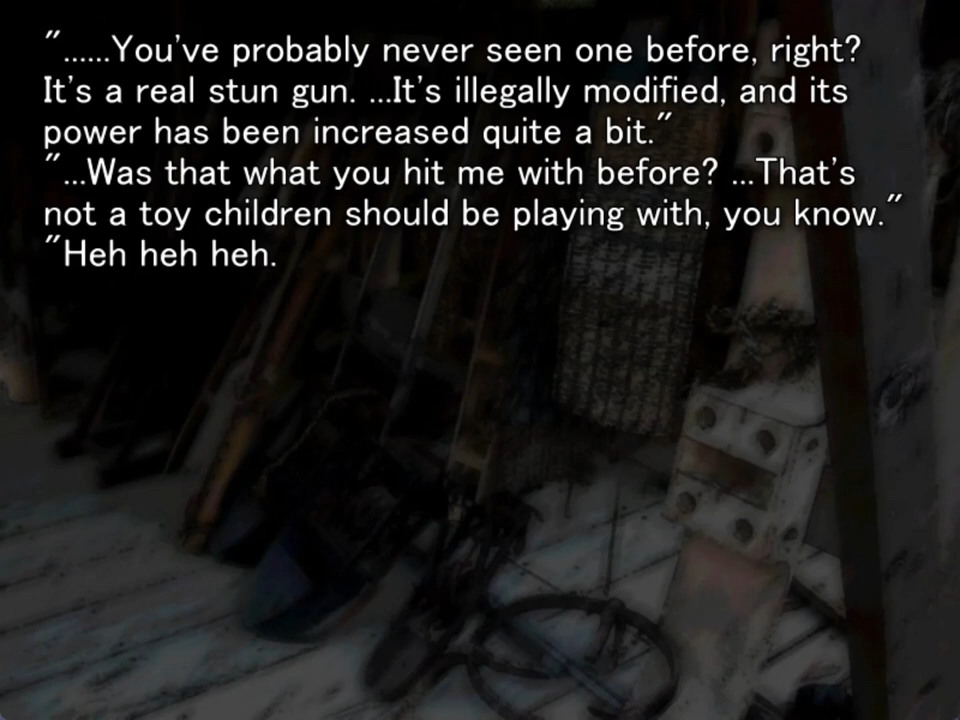 "......You've probably never seen one before, right?
It's a real stun gun. ...It's illegally modified, and its
power has been increased quite a bit."
"...Was that what you hit me with before? ...That's
not a toy children should be playing with, you know."
"Heh heh heh.